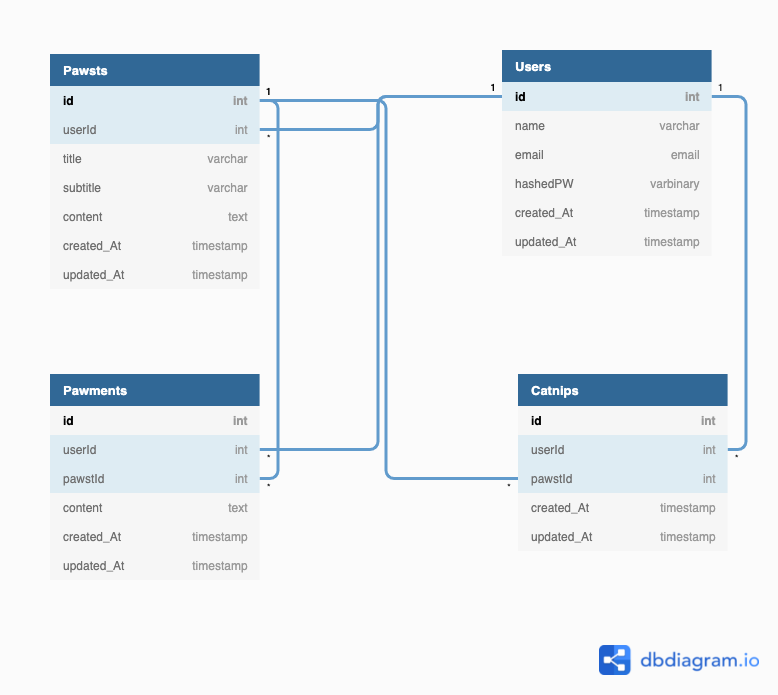 Pawsts
id int
userId int
title varchar
subtitle varchar
content text
created_At timestamp
updated_At timestamp
1
*
Users
id int
name varchar
email email
hashedPW varbinary
created_At timestamp
updated_At timestamp
1
1
Pawments
id int
userId int
pawstId int
content text
created_At timestamp
updated_At timestamp
*
*
Catnips
id int
userId int
pawstId int
created_At timestamp
updated_At timestamp
*
*
dbdiagram.io